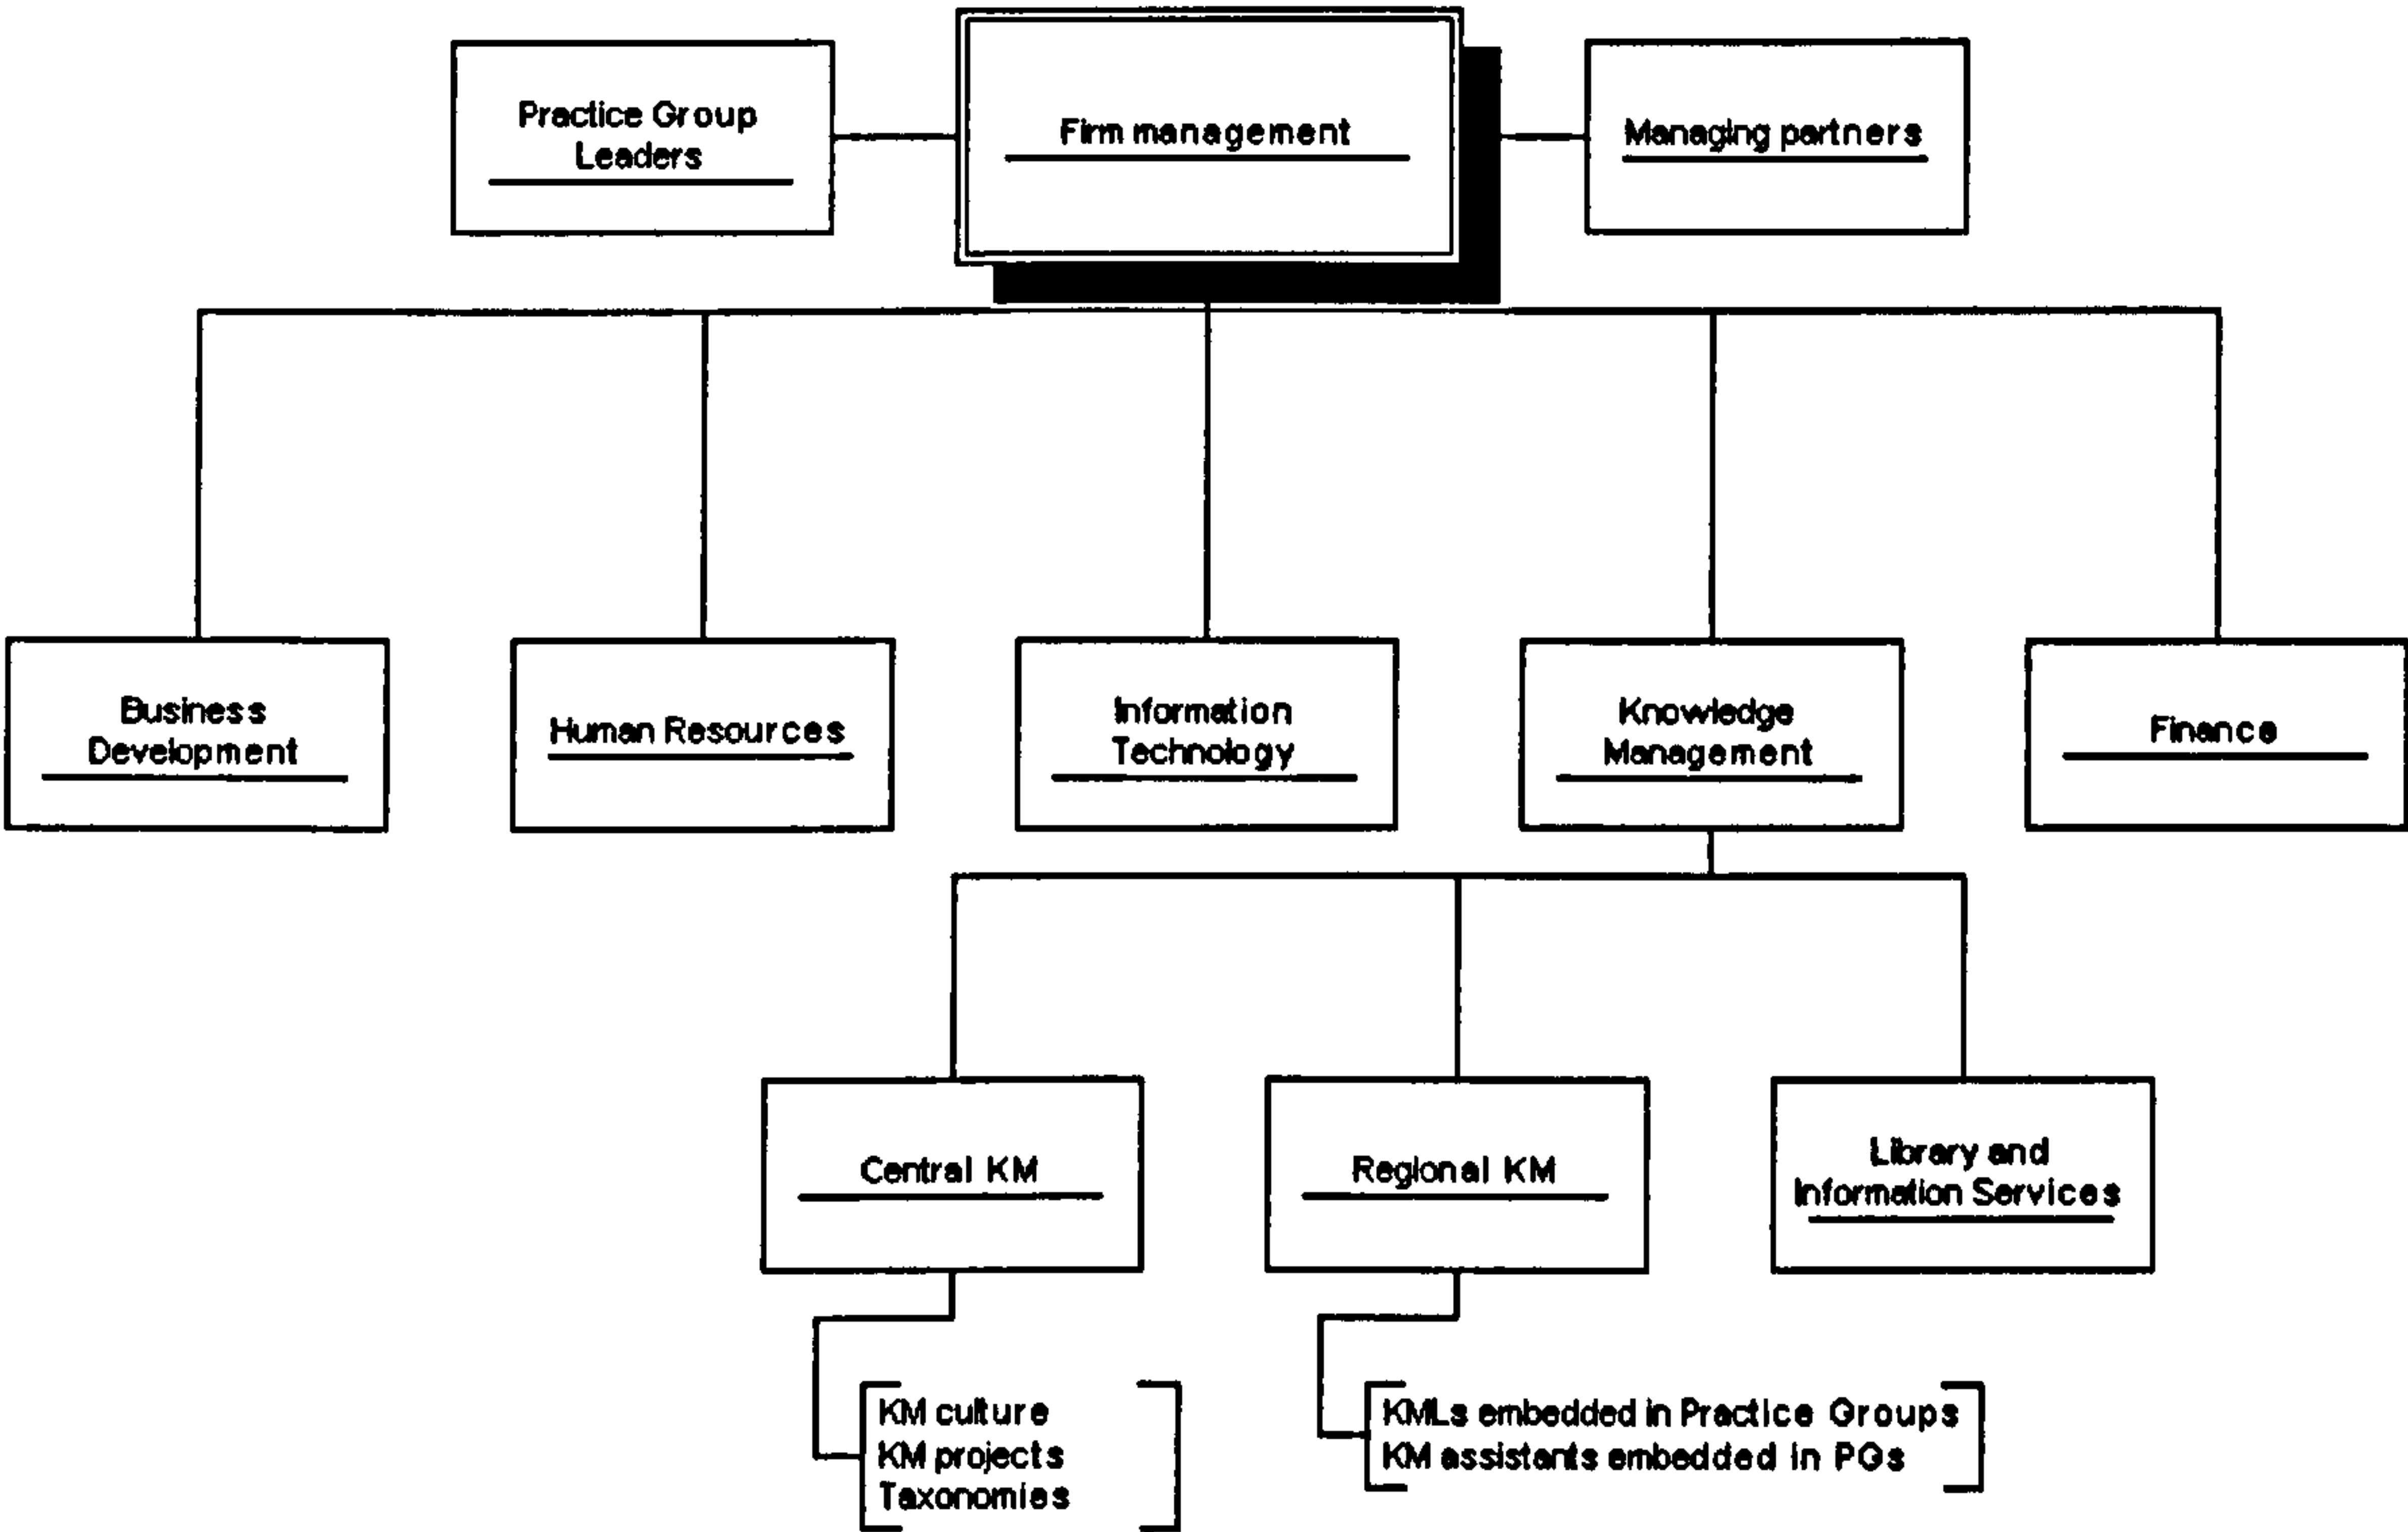 Practice Group
Leaders
Firm management
Managing partners
Business
Development
Human Resources
Information
Technology
Knowledge
Management
Finance
Central KM
Regional KM
Library and
Information Services
KM culture
KM projects
Taxonomies
KMLs embedded in Practice Groups
KM assistants embedded in PGs